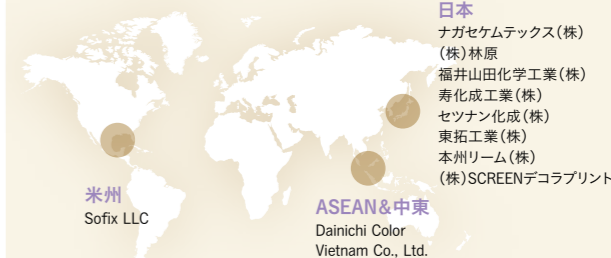 日本
ナガセケムテックス(株)
(株)林原
福井山田化学工業(株)
寿化成工業(株)
セツナン化成(株)
東拓工業(株)
本州リーム(株)
(株)SCREENデコラプリント
米州
Sofix LLC
ASEAN&中東
Dainichi Color
Vietnam Co., Ltd.